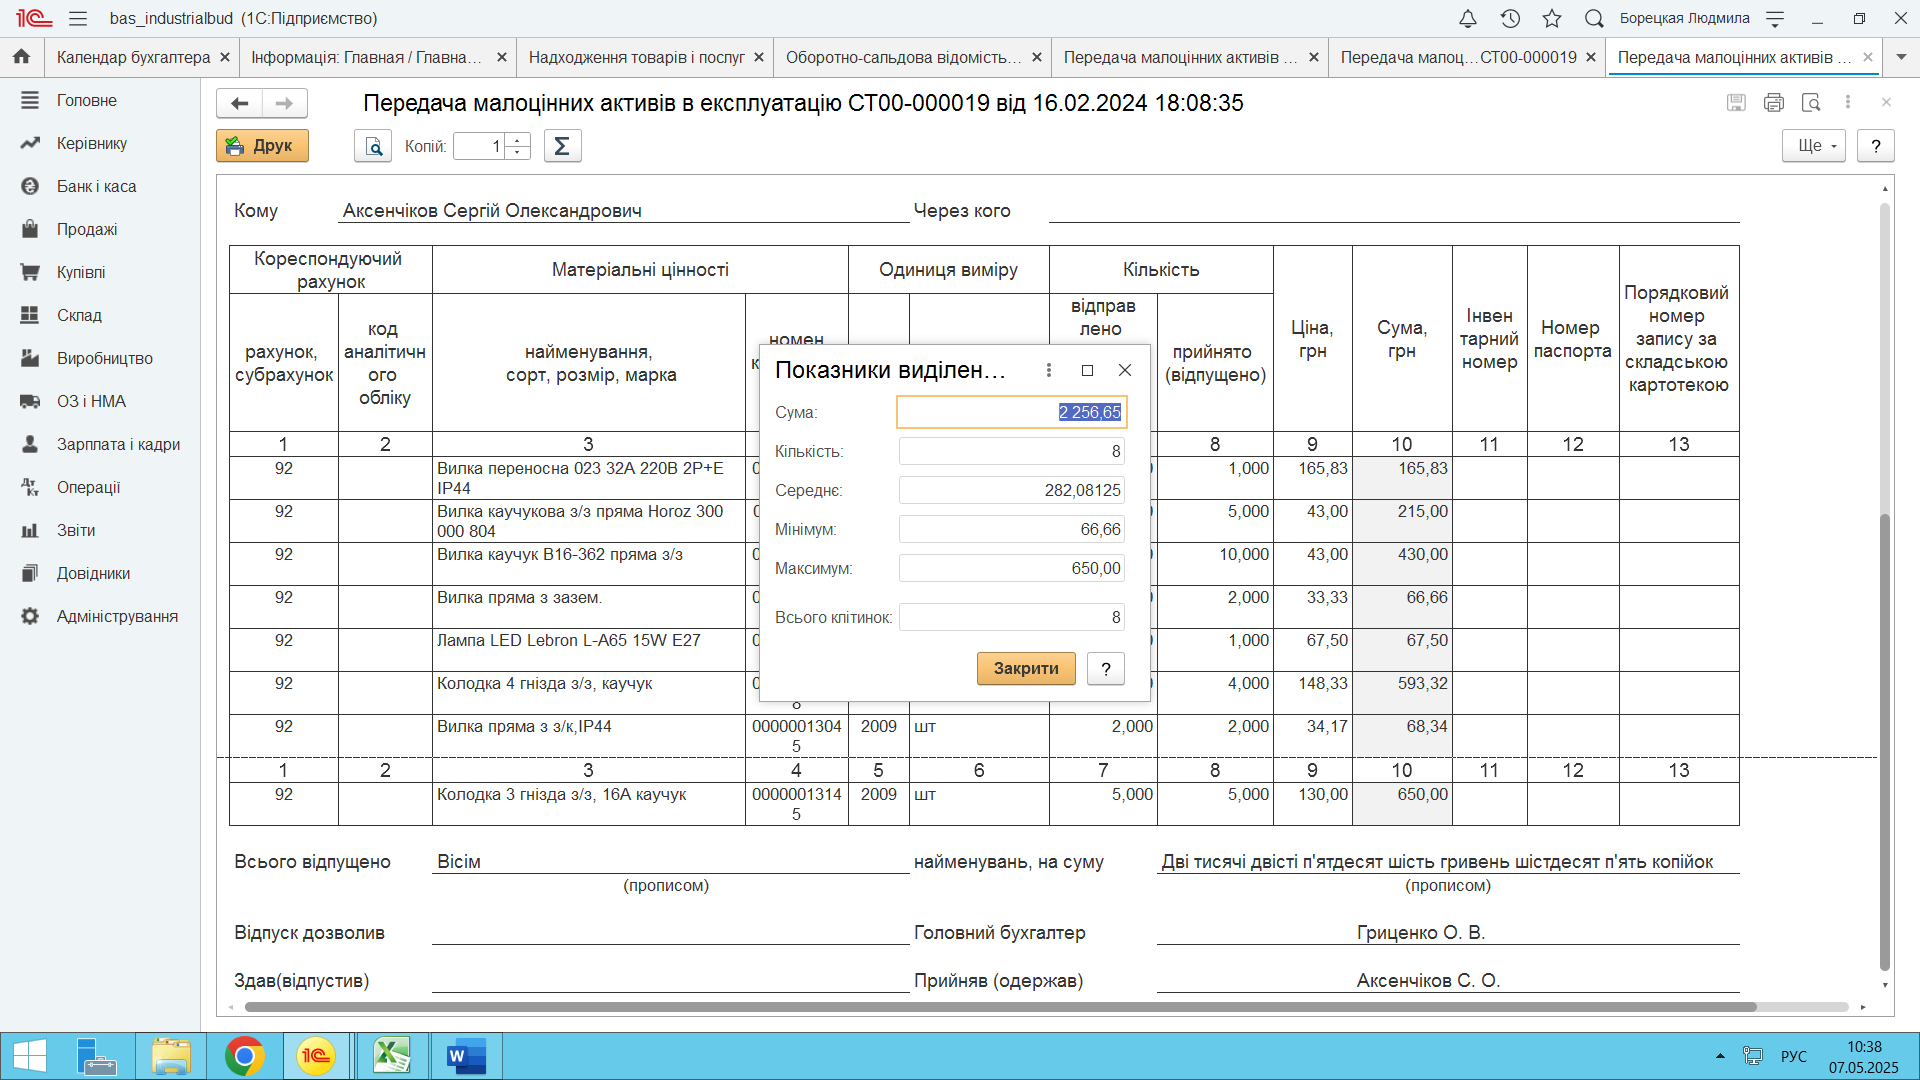 bas_industrialbud (1С:Підприємство)
Борецкая Людмила
Календар бухгалтера
Інформація: Главная / Главна...
Надходження товарів і послуг
Оборотно-сальдова відомість...
Передача малоцінних активів ...
Передача малоц...СТ00-000019
Передача малоцінних активів ...
Головне
Керівнику
Банк і каса
Продажі
Купівлі
Склад
Виробництво
ОЗ і НМА
Зарплата і кадри
Операції
Звіти
Довідники
Адміністрування
Передача малоцінних активів в експлуатацію СТ00-000019 від 16.02.2024 18:08:35
Друк
Копій: 1
Σ
Ще
?
Кому Аксенчіков Сергій Олександрович Через кого
Кореспондуючий рахунок
Матеріальні цінності
Одиниця виміру
Кількість
рахунок, субрахунок
код аналітичн ого обліку
найменування, сорт, розмір, марка
номен
відправ лено
прийнято (відпущено)
Ціна, грн
Сума, грн
Інвен тарний номер
Номер паспорта
Порядковий номер запису за складською картотекою
1 2 3 8 9 10 11 12 13
92 Вилка переносна 023 32А 220В 2Р+Е IP44 1,000 165,83 165,83
92 Вилка каучукова з/з пряма Horoz 300 000 804 5,000 43,00 215,00
92 Вилка каучук В16-362 пряма з/з 10,000 43,00 430,00
92 Вилка пряма з зазем. 2,000 33,33 66,66
92 Лампа LED Lebron L-A65 15W E27 1,000 67,50 67,50
92 Колодка 4 гнізда з/з, каучук 4,000 148,33 593,32
92 Вилка пряма з з/к,IP44 0000001304 5 2009 шт 2,000 2,000 34,17 68,34
1 2 3 4 5 6 7 8 9 10 11 12 13
92 Колодка 3 гнізда з/з, 16А каучук 0000001314 5 2009 шт 5,000 5,000 130,00 650,00
Всього відпущено Вісім найменувань, на суму Дві тисячі двісті п'ятдесят шість гривень шістдесят п'ять копійок
(прописом) (прописом)
Відпуск дозволив Головний бухгалтер Гриценко О. В.
Здав(відпустив) Прийняв (одержав) Аксенчіков С. О.
Показники виділен...
Сума: 2 256,65
Кількість: 8
Середнє: 282,08125
Мінімум: 66,66
Максимум: 650,00
Всього клітинок: 8
Закрити
?
РУС
10:38
07.05.2025